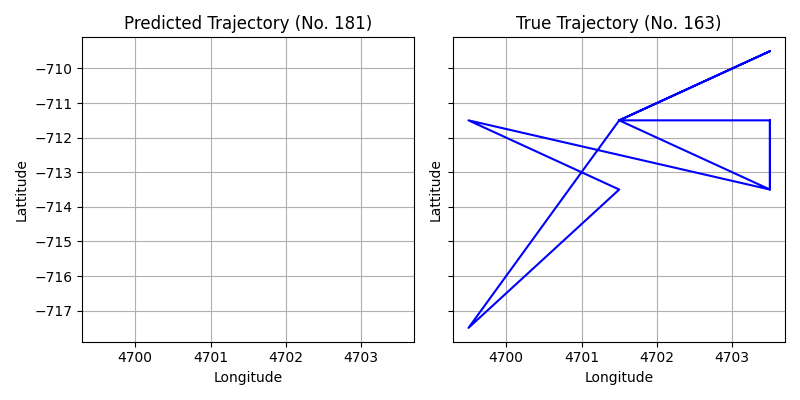 Predicted Trajectory (No. 181)
True Trajectory (No. 163)
−710
−711
−712
−713
−714
−715
−716
−717
Lattitude
Lattitude
4700
4701
4702
4703
4700
4701
4702
4703
Longitude
Longitude